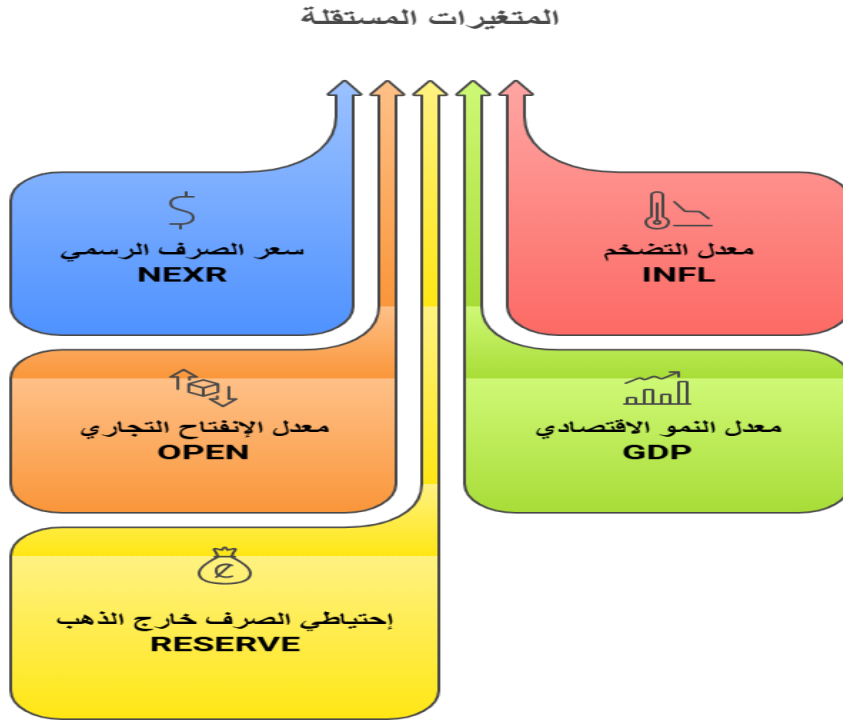 المتغيرات المستقلة
سعر الصرف الرسمي
NEXR
معدل التضخم
INFL
معدل الإنفتاح التجاري
OPEN
معدل النمو الاقتصادي
GDP
إحتياطي الصرف خارج الذهب
RESERVE